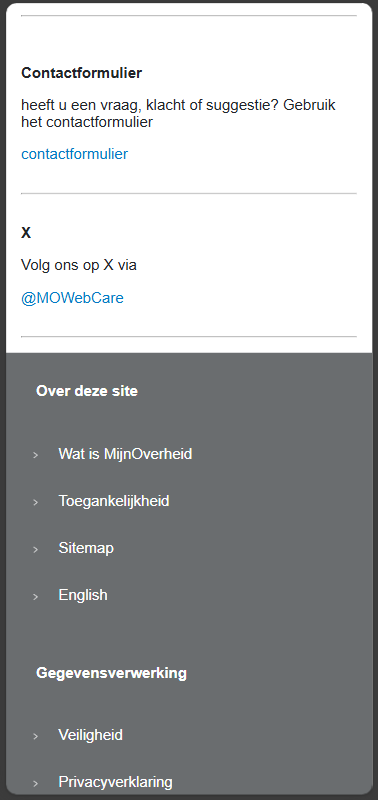 Contactformulier
heeft u een vraag, klacht of suggestie? Gebruik
het contactformulier
contactformulier
X
Volg ons op X via
@MOWebCare
Over deze site
Wat is MijnOverheid
Toegankelijkheid
Sitemap
English
Gegevensverwerking
Veiligheid
Privacyverklaring